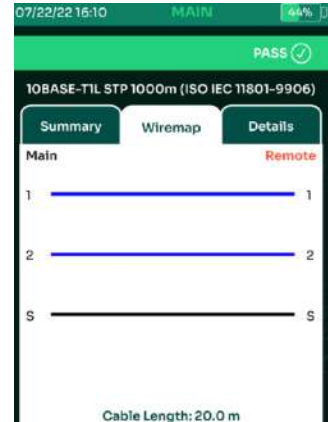 07/22/22 16:10 MAIN 44%
PASS
10BASE-T1L STP 1000m (ISO IEC 11801-9906)
Summary Wiremap Details
Main Remote
1 1
2 2
S S
Cable Length: 20.0 m